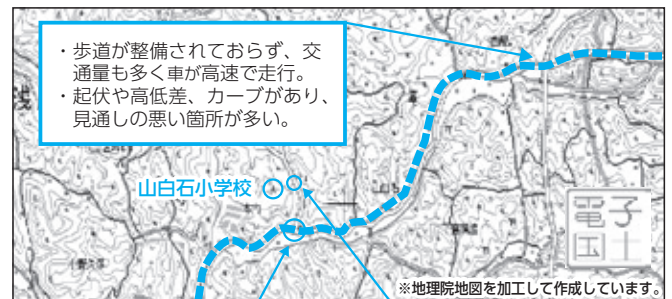 ・歩道が整備されておらず、交
通量も多く車が高速で走行。
・起伏や高低差、カーブがあり、
見通しの悪い箇所が多い。
山白石小学校
電子
国土
※地理院地図を加工して作成しています。